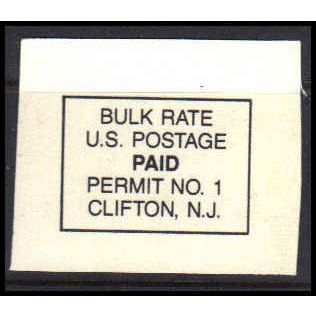 BULK RATE
U.S. POSTAGE
PAID
PERMIT NO. 1
CLIFTON, N.J.